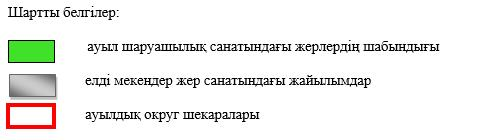 Шартты белгілер:
ауыл шаруашылық санатындағы жерлердің шабындығы
елді мекендер жер санатындағы жайылымдар
ауылдық округ шекаралары